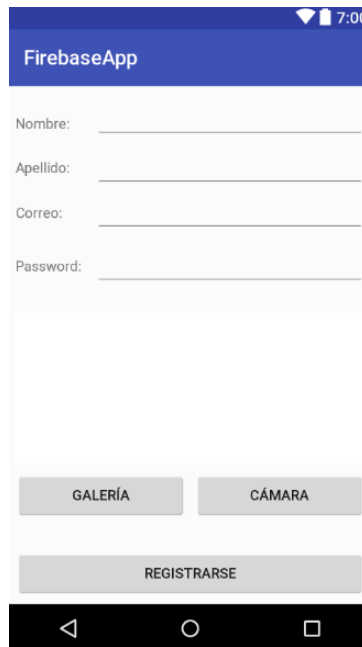 7:00
FirebaseApp
Nombre:
Apellido:
Correo:
Password:
GALERÍA CÁMARA
REGISTRARSE